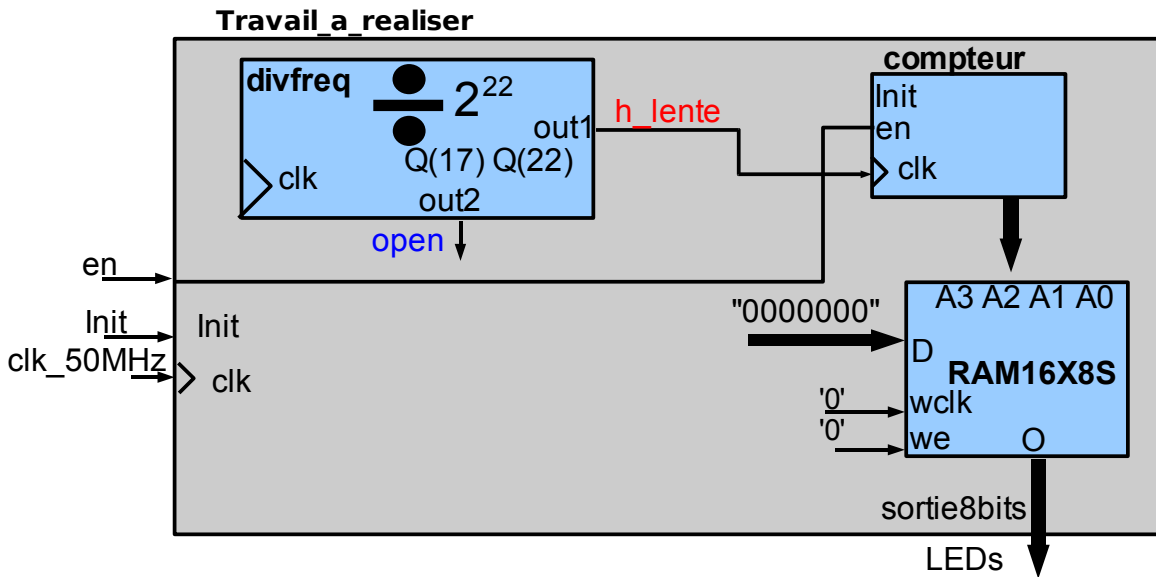 Travail_a_realiser
divfreq
2^22
out1
Q(17) Q(22)
clk
out2
open
h_lente
compteur
Init
en
clk
en
Init
Init
clk_50MHz
clk
A3 A2 A1 A0
"0000000"
D
RAM16X8S
'0'
wclk
'0'
we
O
sortie8bits
LEDs